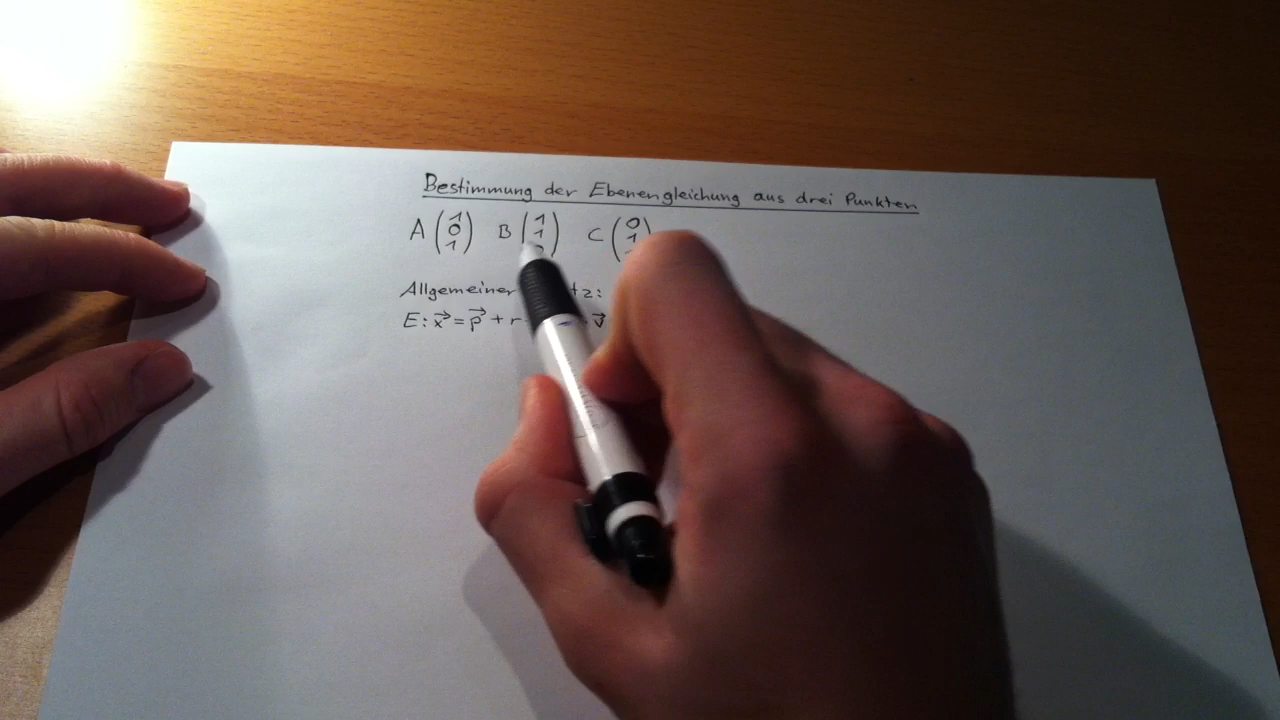 Bestimmung der Ebenengleichung aus drei Punkten
A (1 0 1) B (1 1 C (0 1
Allgemeiner
E: x⃗ = p⃗ + r v⃗